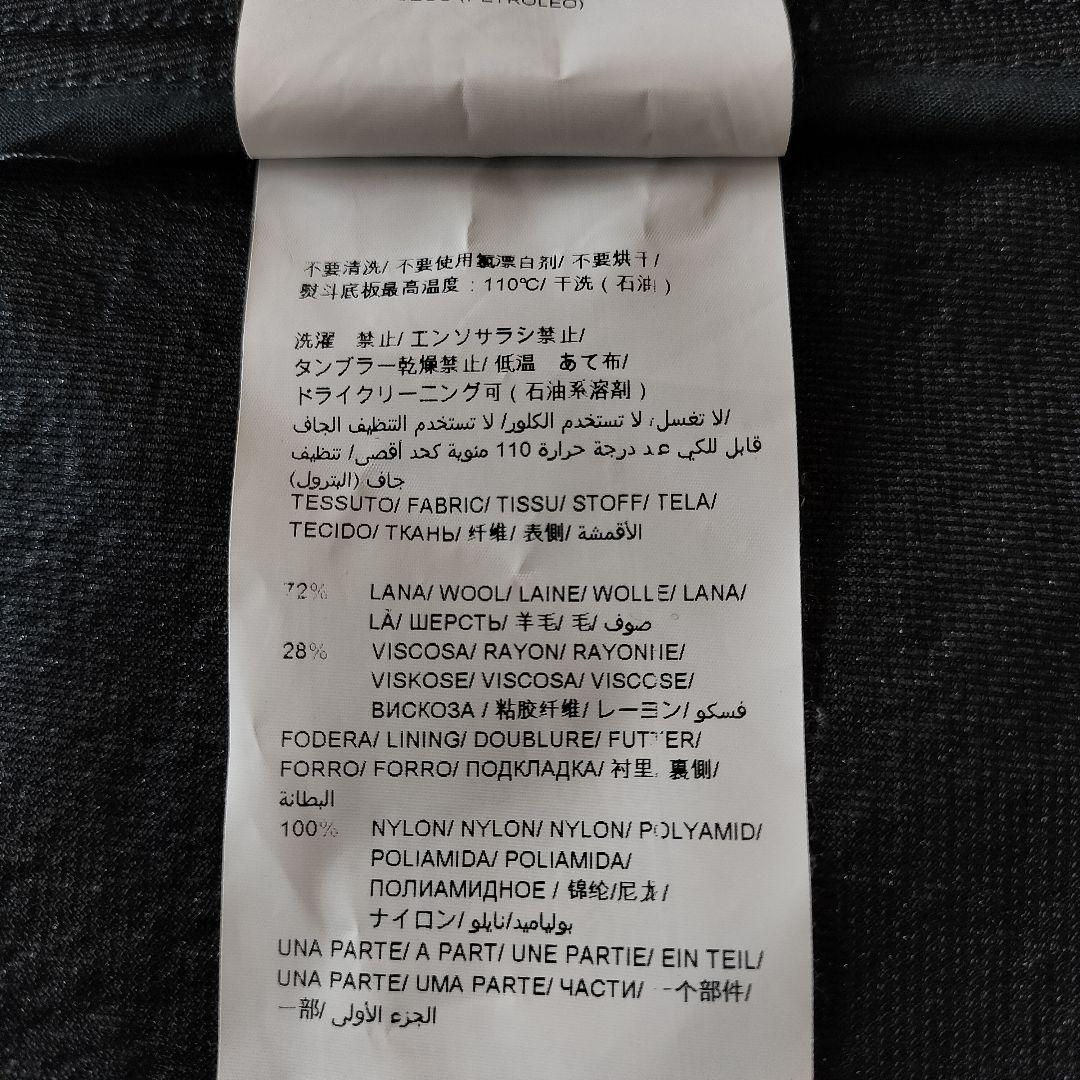 (PETROLEO)
不要清洗/ 不要使用氯漂白剂/ 不要烘干/
熨斗底板最高温度 : 110℃/ 干洗 ( 石油 )
洗濯 禁止/ エンソサラシ禁止/
タンブラー乾燥禁止/ 低温 あて布/
ドライクリーニング可 ( 石油系溶剤 )
لا تغسل/ لا تستخدم الكلور/ لا تستخدم التنظيف الجاف/
قابل للكي عند درجة حرارة 110 مئوية كحد أقصى/ تنظيف
جاف (البترول)
TESSUTO/ FABRIC/ TISSU/ STOFF/ TELA/
TECIDO/ ТКАНЬ/ 纤维/ 表側/ الأقمشة
72% LANA/ WOOL/ LAINE/ WOLLE/ LANA/
LÃ/ ШЕРСТЬ/ 羊毛/ 毛/ صوف
28% VISCOSA/ RAYON/ RAYONNE/
VISKOSE/ VISCOSA/ VISCOSE/
ВИСКОЗА / 粘胶纤维/ レーヨン/ فسكو
FODERA/ LINING/ DOUBLURE/ FUTTER/
FORRO/ FORRO/ ПОДКЛАДКА/ 衬里/ 裏側/
البطانة
100% NYLON/ NYLON/ NYLON/ POLYAMID/
POLIAMIDA/ POLIAMIDA/
ПОЛИАМИДНОЕ / 锦纶/尼龙/
ナイロン/ بولياميد/نايلو
UNA PARTE/ A PART/ UNE PARTIE/ EIN TEIL/
UNA PARTE/ UMA PARTE/ ЧАСТИ/ 一个部件/
一部/ الجزء الأولى